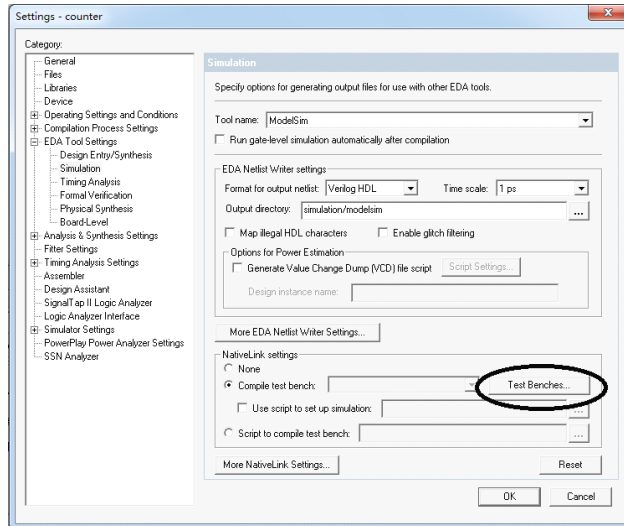 Settings - counter
Category:
General
Files
Libraries
Device
Operating Settings and Conditions
Compilation Process Settings
EDA Tool Settings
Design Entry/Synthesis
Simulation
Timing Analysis
Formal Verification
Physical Synthesis
Board-Level
Analysis & Synthesis Settings
Fitter Settings
Timing Analysis Settings
Assembler
Design Assistant
SignalTap II Logic Analyzer
Logic Analyzer Interface
Simulator Settings
PowerPlay Power Analyzer Settings
SSN Analyzer
Simulation
Specify options for generating output files for use with other EDA tools.
Tool name: ModelSim
Run gate-level simulation automatically after compilation
EDA Netlist Writer settings
Format for output netlist: Verilog HDL Time scale: 1 ps
Output directory: simulation/modelsim ...
Map illegal HDL characters Enable glitch filtering
Options for Power Estimation
Generate Value Change Dump (VCD) file script Script Settings...
Design instance name:
More EDA Netlist Writer Settings...
NativeLink settings
None
Compile test bench: Test Benches...
Use script to set up simulation: ...
Script to compile test bench: ...
More NativeLink Settings... Reset
OK Cancel